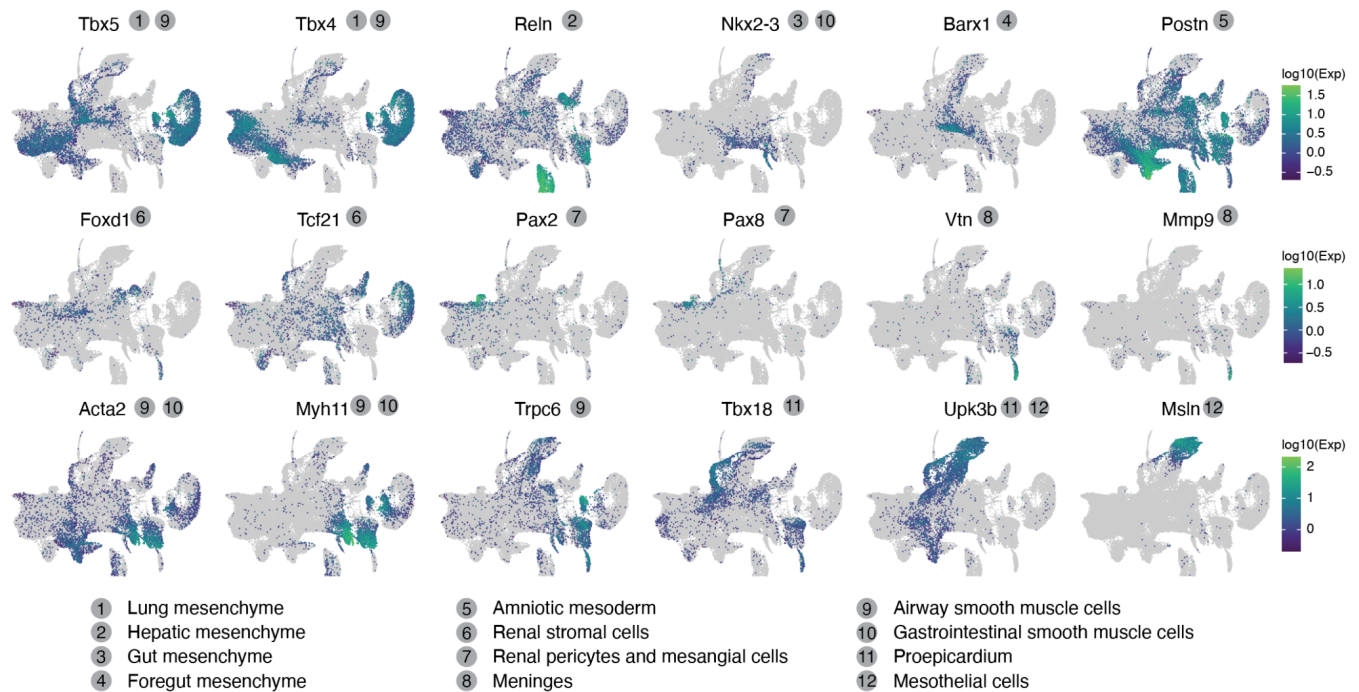 Tbx5 1 9 Tbx4 1 9 Reln 2 Nkx2-3 3 10 Barx1 4 Postn 5
log10(Exp)
1.5
1.0
0.5
0.0
−0.5
Foxd1 6 Tcf21 6 Pax2 7 Pax8 7 Vtn 8 Mmp9 8
log10(Exp)
1.0
0.5
0.0
−0.5
Acta2 9 10 Myh11 9 10 Trpc6 9 Tbx18 11 Upk3b 11 12 Msln 12
log10(Exp)
2
1
0
1 Lung mesenchyme
2 Hepatic mesenchyme
3 Gut mesenchyme
4 Foregut mesenchyme
5 Amniotic mesoderm
6 Renal stromal cells
7 Renal pericytes and mesangial cells
8 Meninges
9 Airway smooth muscle cells
10 Gastrointestinal smooth muscle cells
11 Proepicardium
12 Mesothelial cells